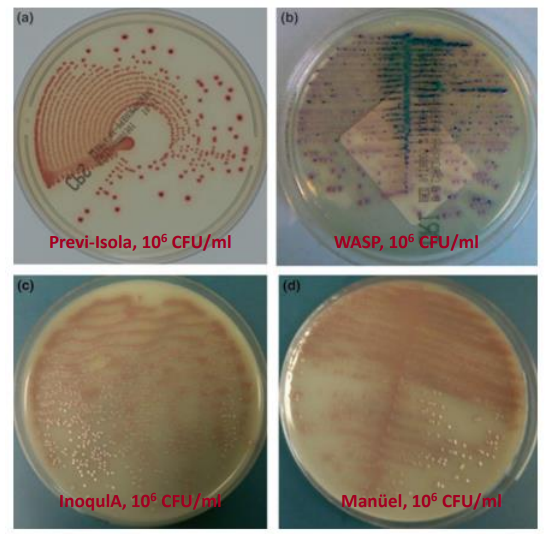 (a)
Previ-Isola, 10⁶ CFU/ml
(b)
WASP, 10⁶ CFU/ml
(c)
InoqulA, 10⁶ CFU/ml
(d)
Manüel, 10⁶ CFU/ml